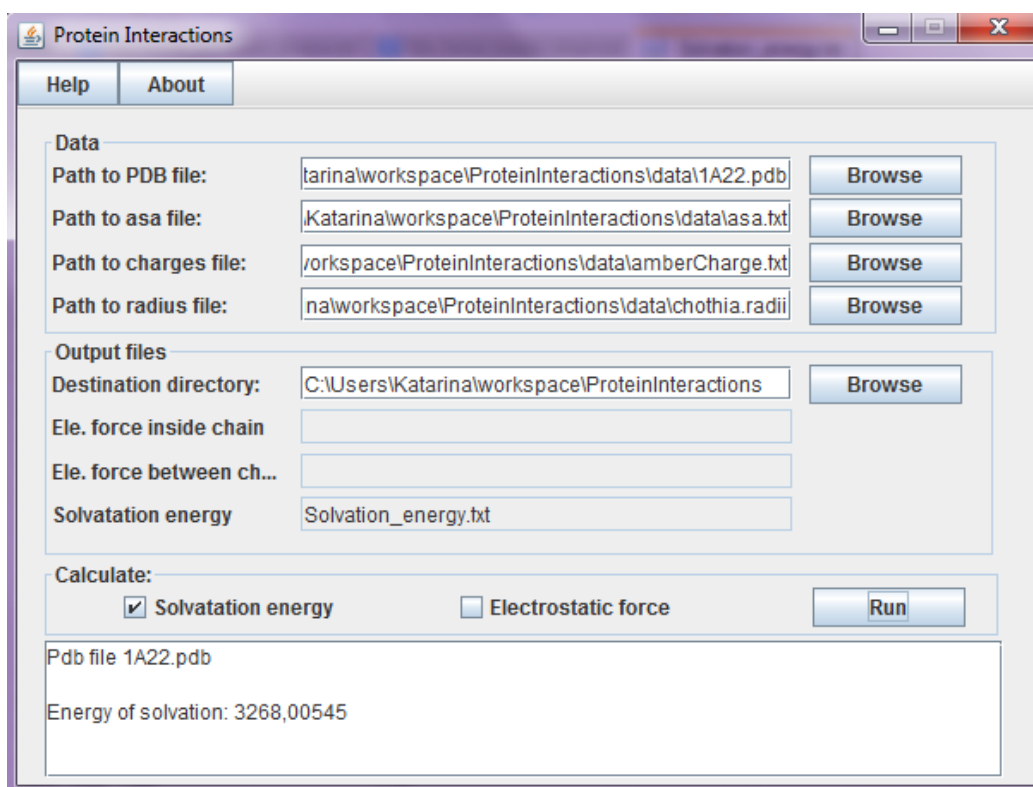 Protein Interactions
Help About
Data
Path to PDB file: tarina\workspace\ProteinInteractions\data\1A22.pdb Browse
Path to asa file: \Katarina\workspace\ProteinInteractions\data\asa.txt Browse
Path to charges file: workspace\ProteinInteractions\data\amberCharge.txt Browse
Path to radius file: na\workspace\ProteinInteractions\data\chothia.radii Browse
Output files
Destination directory: C:\Users\Katarina\workspace\ProteinInteractions Browse
Ele. force inside chain
Ele. force between ch...
Solvatation energy Solvation_energy.txt
Calculate:
Solvatation energy Electrostatic force Run
Pdb file 1A22.pdb
Energy of solvation: 3268,00545